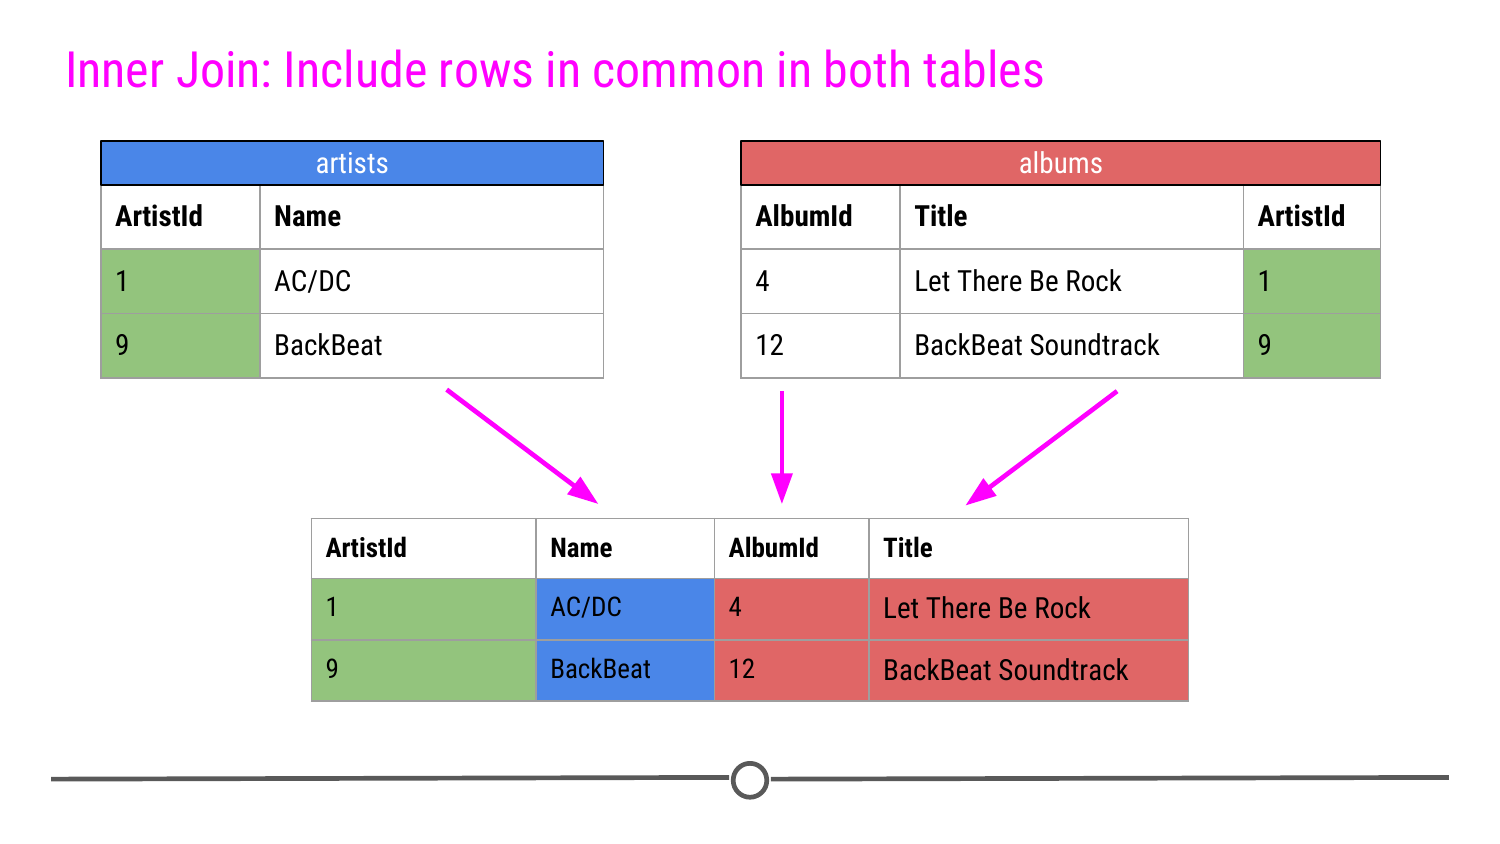 Inner Join: Include rows in common in both tables
artists
ArtistId Name
1 AC/DC
9 BackBeat
albums
AlbumId Title ArtistId
4 Let There Be Rock 1
12 BackBeat Soundtrack 9
ArtistId Name AlbumId Title
1 AC/DC 4 Let There Be Rock
9 BackBeat 12 BackBeat Soundtrack